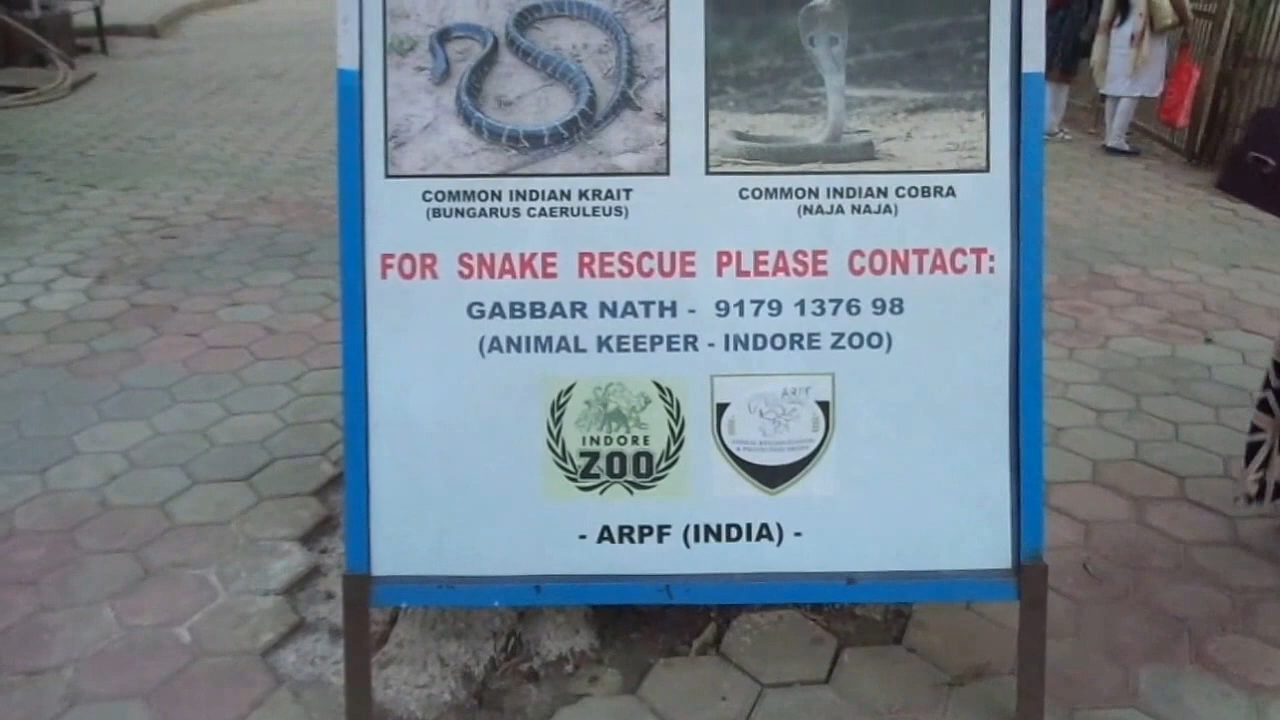 COMMON INDIAN KRAIT
(BUNGARUS CAERULEUS)
COMMON INDIAN COBRA
(NAJA NAJA)
FOR SNAKE RESCUE PLEASE CONTACT:
GABBAR NATH - 9179 1376 98
(ANIMAL KEEPER - INDORE ZOO)
INDORE
ZOO
ARPF
- ARPF (INDIA) -